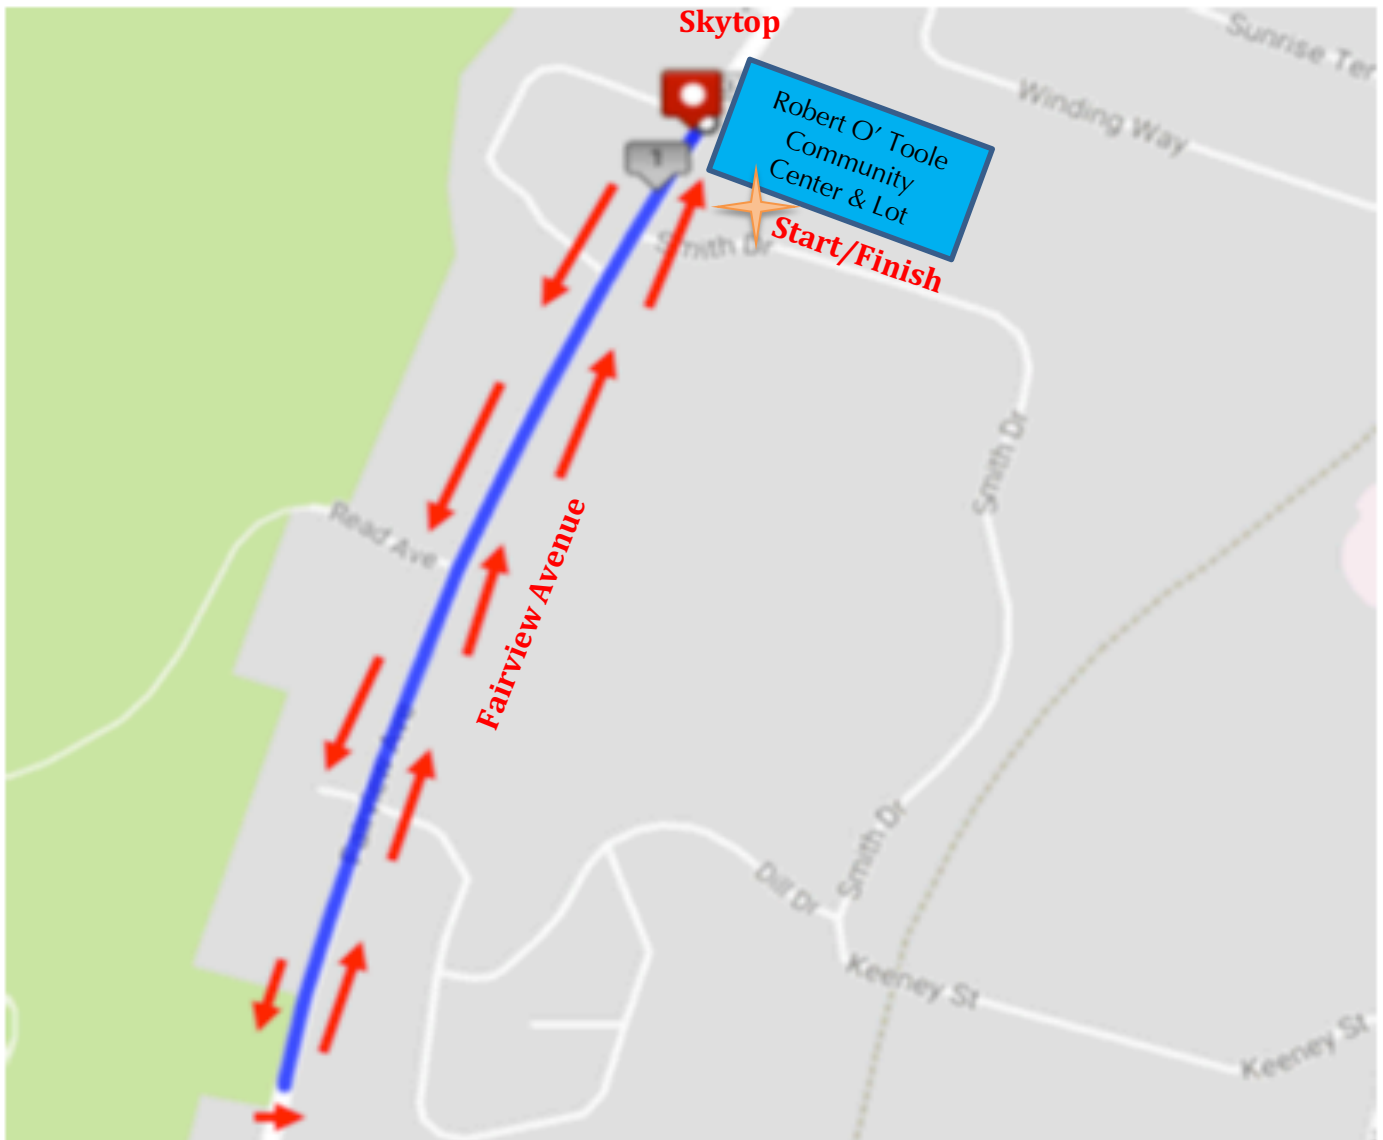 Skytop
Sunrise Ter
Winding Way
Robert O' Toole
Community
Center & Lot
1
Smith Dr
Start/Finish
Smith Dr
Read Ave
Fairview Avenue
Smith Dr
Dill Dr
Keeney St
Keeney St